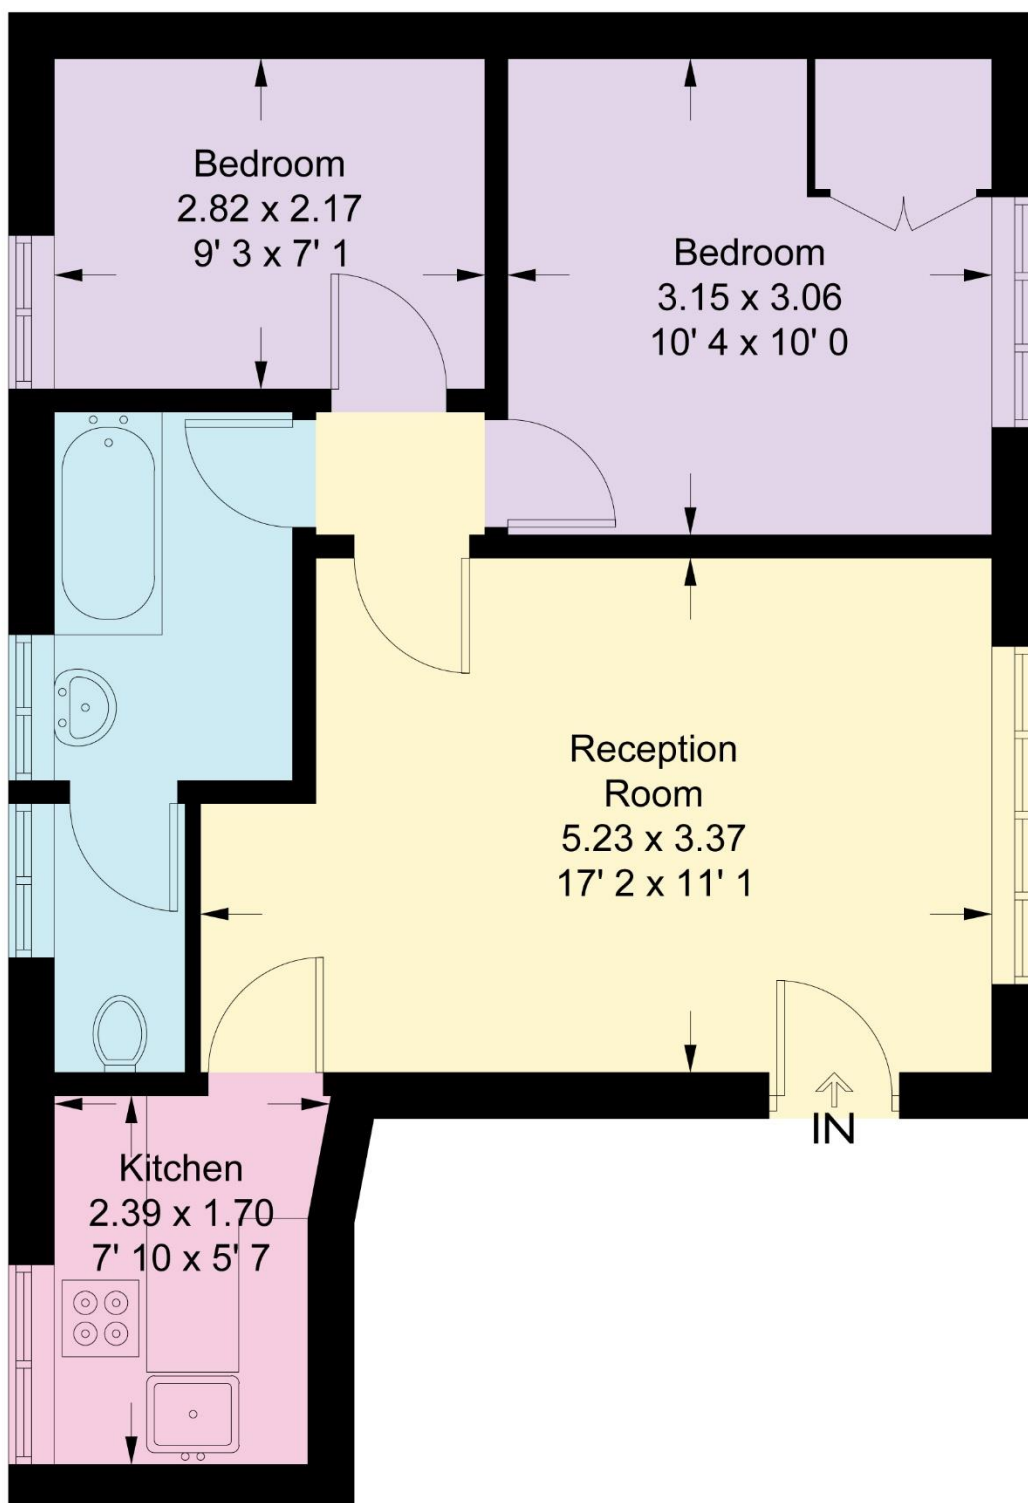 Bedroom
2.82 x 2.17
9' 3 x 7' 1
Bedroom
3.15 x 3.06
10' 4 x 10' 0
Reception
Room
5.23 x 3.37
17' 2 x 11' 1
IN
Kitchen
2.39 x 1.70
7' 10 x 5' 7